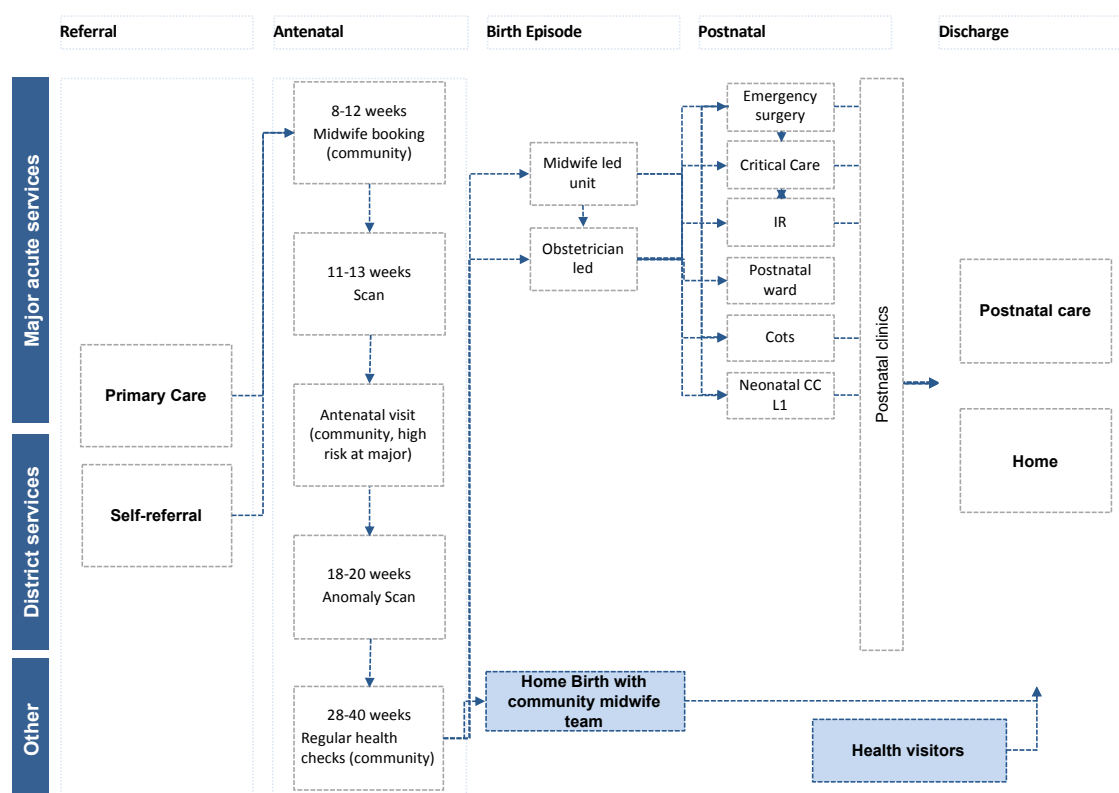 Referral
Antenatal
Birth Episode
Postnatal
Discharge
Major acute services
District services
Other
Primary Care
Self-referral
8-12 weeks
Midwife booking
(community)
11-13 weeks
Scan
Antenatal visit
(community, high
risk at major)
18-20 weeks
Anomaly Scan
28-40 weeks
Regular health
checks (community)
Midwife led
unit
Obstetrician
led
Home Birth with
community midwife
team
Emergency
surgery
Critical Care
IR
Postnatal
ward
Cots
Neonatal CC
L1
Postnatal clinics
Health visitors
Postnatal care
Home